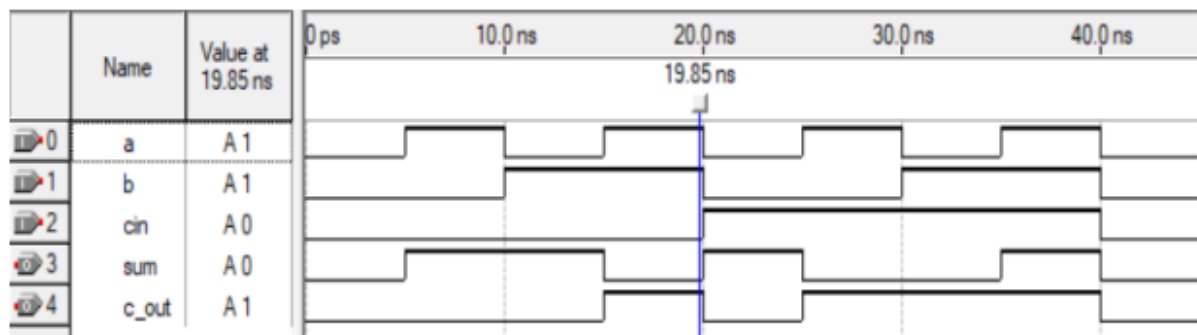 Name
Value at
19.85 ns
0 ps
10.0 ns
20.0 ns
30.0 ns
40.0 ns
19.85 ns
0
a
A 1
1
b
A 1
2
cin
A 0
3
sum
A 0
4
c_out
A 1